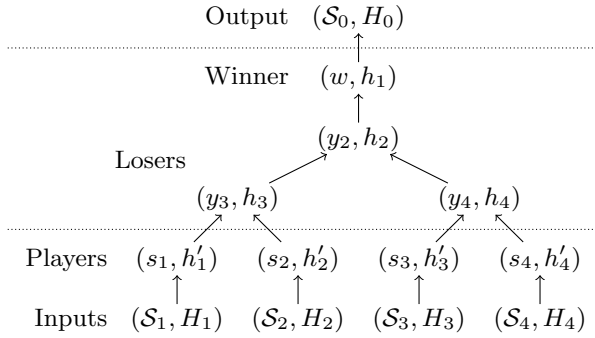 Output (𝒮₀, H₀)
Winner (w, h₁)
(y₂, h₂)
Losers
(y₃, h₃) (y₄, h₄)
Players (s₁, h′₁) (s₂, h′₂) (s₃, h′₃) (s₄, h′₄)
Inputs (𝒮₁, H₁) (𝒮₂, H₂) (𝒮₃, H₃) (𝒮₄, H₄)